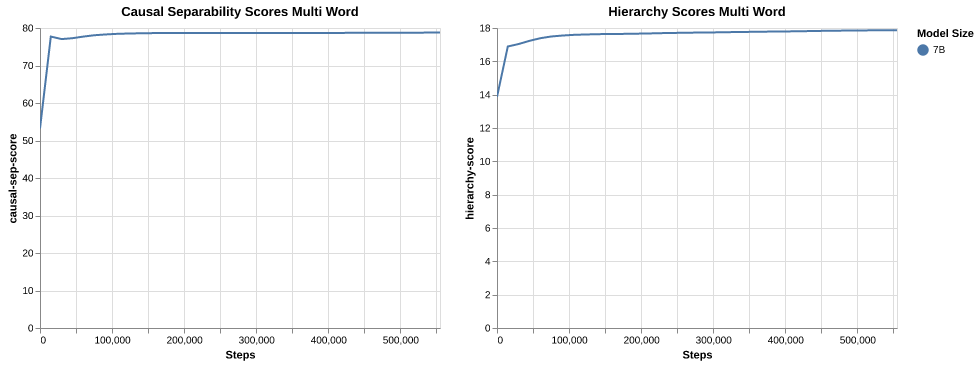 Causal Separability Scores Multi Word
80
70
60
50
40
30
20
10
0
causal-sep-score
0 100,000 200,000 300,000 400,000 500,000
Steps
Hierarchy Scores Multi Word
18
16
14
12
10
8
6
4
2
0
hierarchy-score
0 100,000 200,000 300,000 400,000 500,000
Steps
Model Size
7B